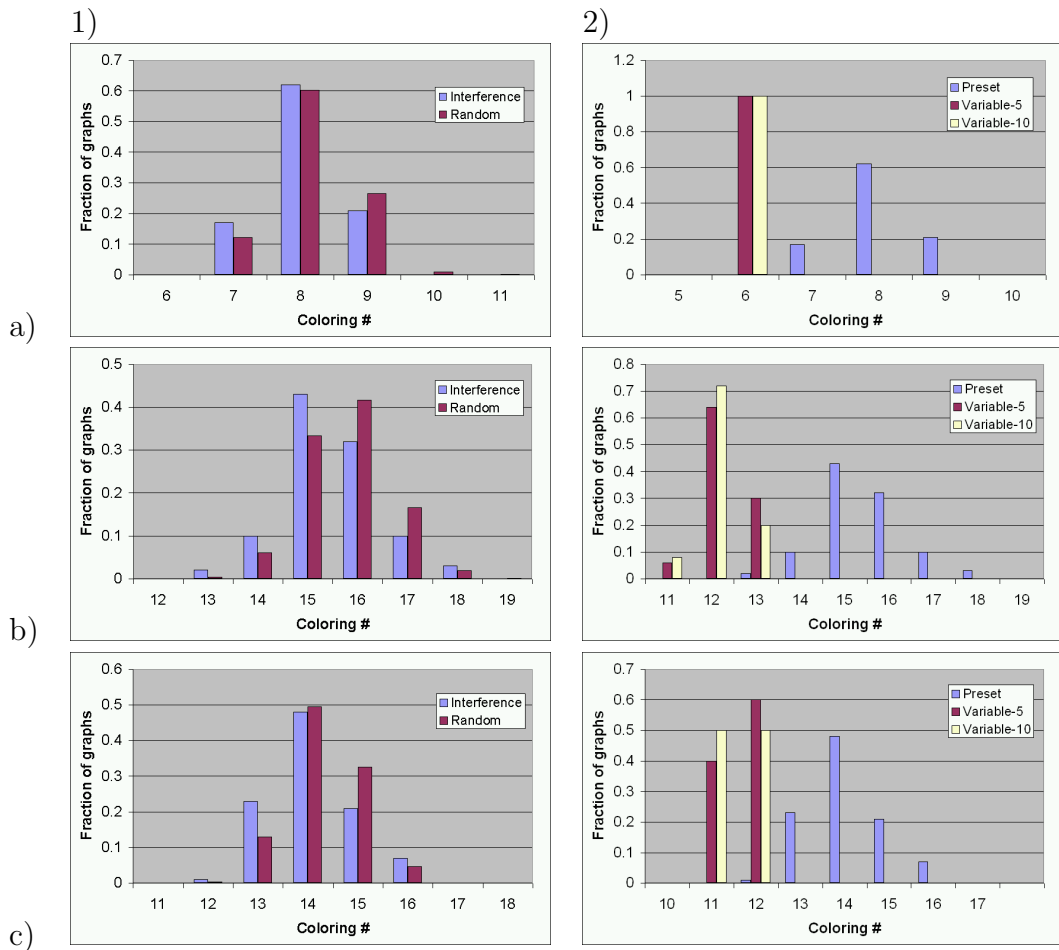 1)
2)
0.7
0.6
0.5
0.4
0.3
0.2
0.1
0
Fraction of graphs
Interference
Random
6 7 8 9 10 11
Coloring #
1.2
1
0.8
0.6
0.4
0.2
0
Fraction of graphs
Preset
Variable-5
Variable-10
5 6 7 8 9 10
Coloring #
a)
0.5
0.4
0.3
0.2
0.1
0
Fraction of graphs
Interference
Random
12 13 14 15 16 17 18 19
Coloring #
0.8
0.7
0.6
0.5
0.4
0.3
0.2
0.1
0
Fraction of graphs
Preset
Variable-5
Variable-10
11 12 13 14 15 16 17 18 19
Coloring #
b)
0.6
0.5
0.4
0.3
0.2
0.1
0
Fraction of graphs
Interference
Random
11 12 13 14 15 16 17 18
Coloring #
0.7
0.6
0.5
0.4
0.3
0.2
0.1
0
Fraction of graphs
Preset
Variable-5
Variable-10
10 11 12 13 14 15 16 17
Coloring #
c)